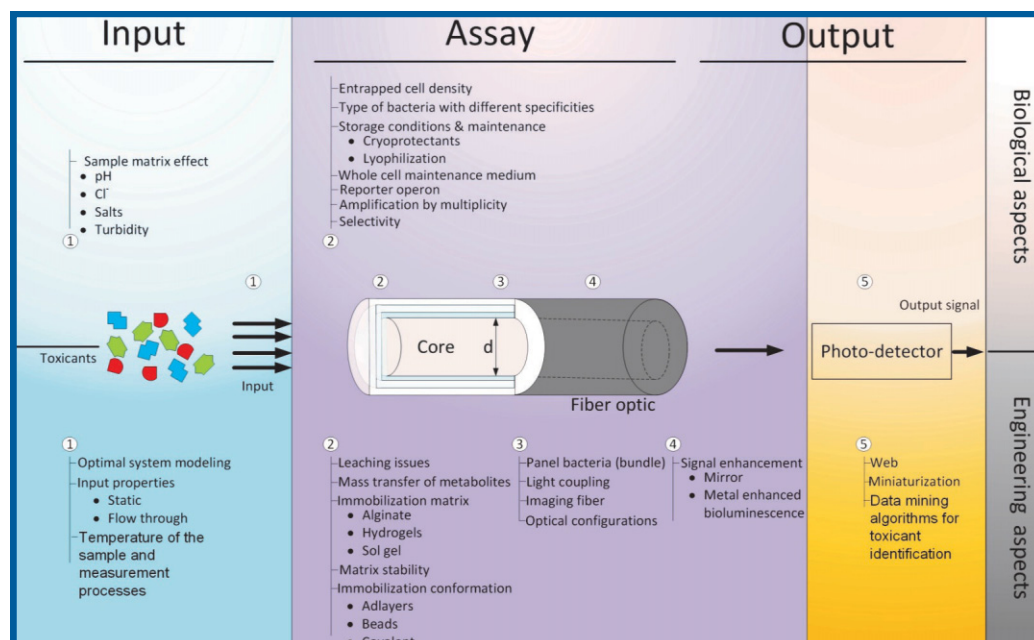 Input
Assay
Output
Sample matrix effect
pH
Cl⁻
Salts
Turbidity
1
Entrapped cell density
Type of bacteria with different specificities
Storage conditions & maintenance
Cryoprotectants
Lyophilization
Whole cell maintenance medium
Reporter operon
Amplification by multiplicity
Selectivity
2
Biological aspects
1
2
3
4
5
Toxicants
Input
Core
d
Fiber optic
Output signal
Photo-detector
1
Optimal system modeling
Input properties
Static
Flow through
Temperature of the
sample and
measurement
processes
2
Leaching issues
Mass transfer of metabolites
Immobilization matrix
Alginate
Hydrogels
Sol gel
Matrix stability
Immobilization conformation
Adlayers
Beads
3
Panel bacteria (bundle)
Light coupling
Imaging fiber
Optical configurations
4
Signal enhancement
Mirror
Metal enhanced
bioluminescence
5
Web
Miniaturization
Data mining
algorithms for
toxicant
identification
Engineering aspects